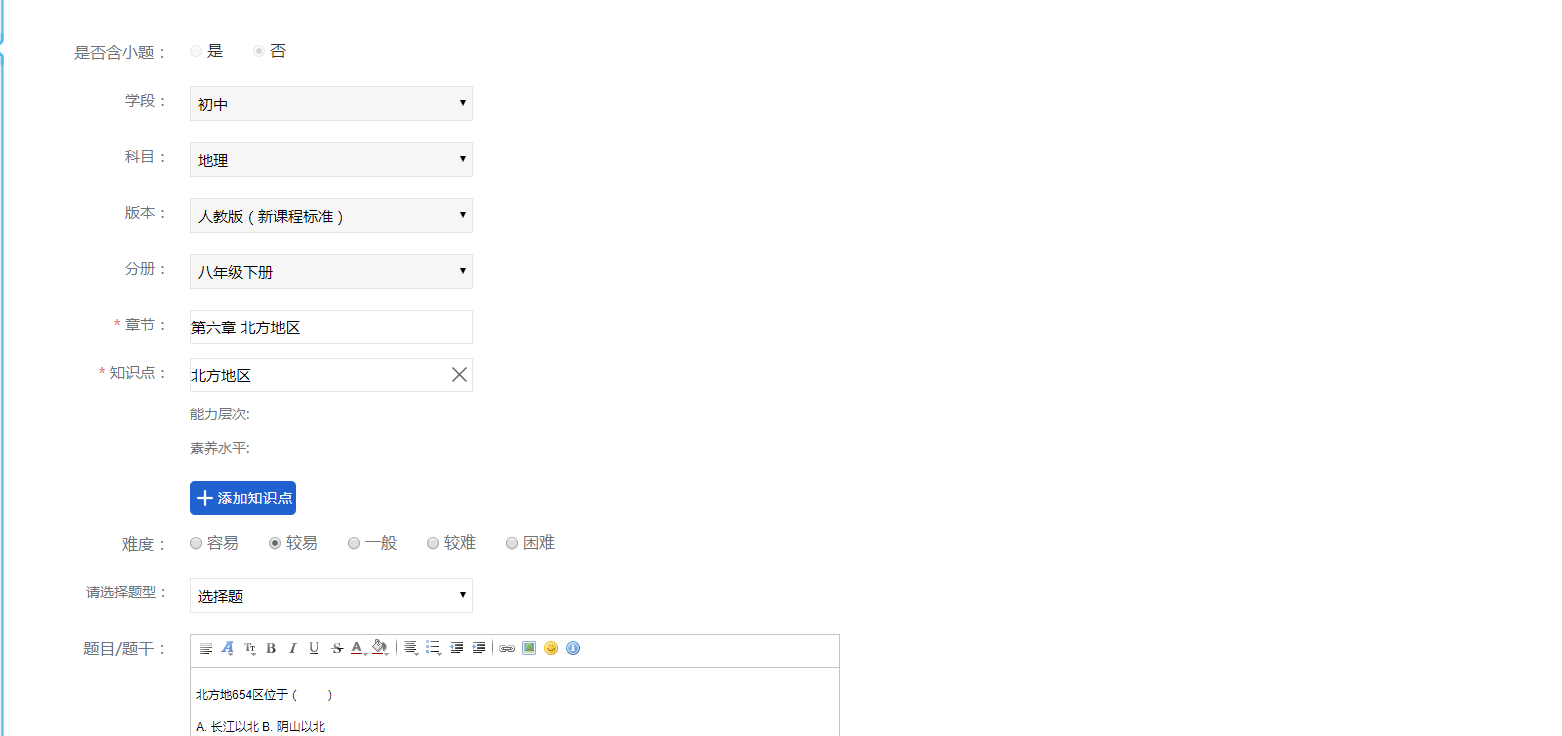 是否含小题： 是 否
学段： 初中
科目： 地理
版本： 人教版（新课程标准）
分册： 八年级下册
* 章节： 第六章 北方地区
* 知识点： 北方地区
能力层次:
素养水平:
添加知识点
难度： 容易 较易 一般 较难 困难
请选择题型： 选择题
题目/题干：
北方地654区位于（ ）
A. 长江以北 B. 阴山以北